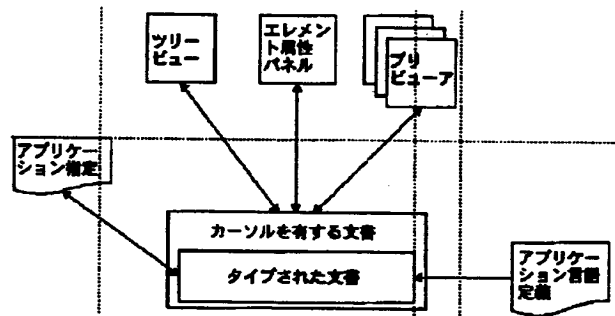 ツリー
ビュー
エレメン
ト属性
パネル
プリ
ビューア
アプリケー
ション指定
カーソルを有する文書
タイプされた文書
アプリケー
ション言語
定義